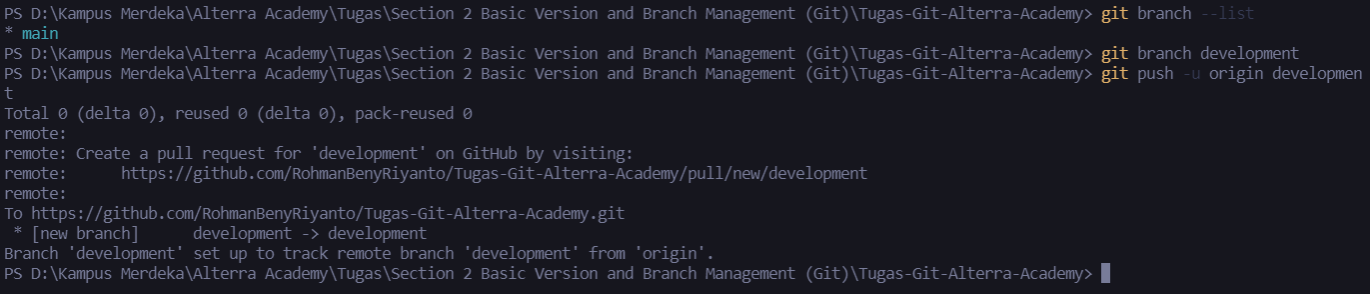 PS D:\Kampus Merdeka\Alterra Academy\Tugas\Section 2 Basic Version and Branch Management (Git)\Tugas-Git-Alterra-Academy> git branch --list
* main
PS D:\Kampus Merdeka\Alterra Academy\Tugas\Section 2 Basic Version and Branch Management (Git)\Tugas-Git-Alterra-Academy> git branch development
PS D:\Kampus Merdeka\Alterra Academy\Tugas\Section 2 Basic Version and Branch Management (Git)\Tugas-Git-Alterra-Academy> git push -u origin developmen
t
Total 0 (delta 0), reused 0 (delta 0), pack-reused 0
remote:
remote: Create a pull request for 'development' on GitHub by visiting:
remote:      https://github.com/RohmanBenyRiyanto/Tugas-Git-Alterra-Academy/pull/new/development
remote:
To https://github.com/RohmanBenyRiyanto/Tugas-Git-Alterra-Academy.git
 * [new branch]      development -> development
Branch 'development' set up to track remote branch 'development' from 'origin'.
PS D:\Kampus Merdeka\Alterra Academy\Tugas\Section 2 Basic Version and Branch Management (Git)\Tugas-Git-Alterra-Academy>